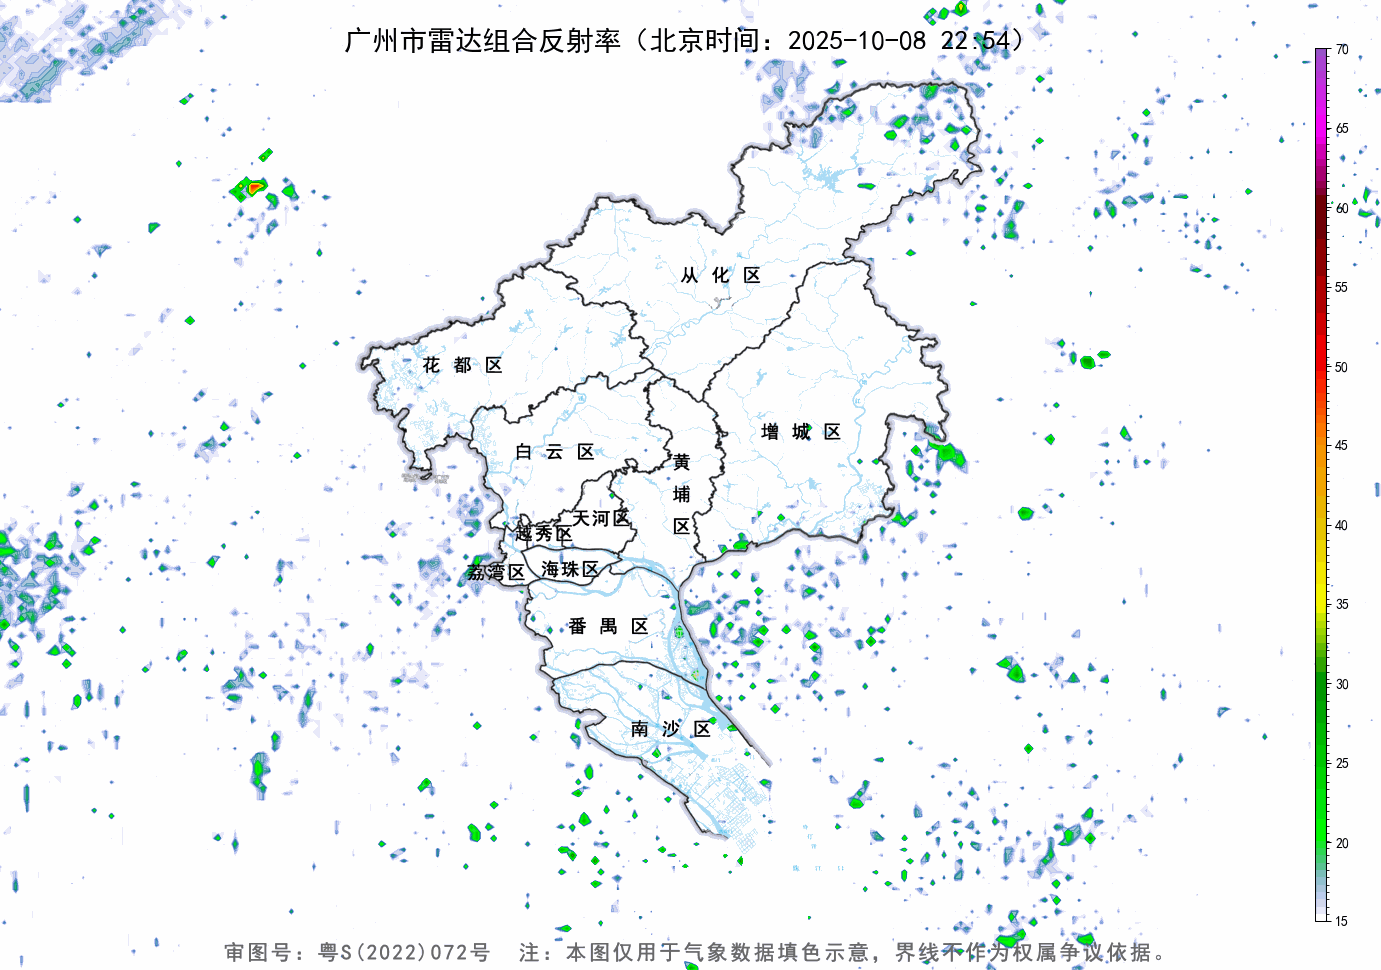 广州市雷达组合反射率（北京时间：2025-10-08 22:54）
70
65
60
55
50
45
40
35
30
25
20
15
从化区
花都区
增城区
白云区
黄埔区
天河区
越秀区
荔湾区
海珠区
番禺区
南沙区
审图号：粤S(2022)072号 注：本图仅用于气象数据填色示意，界线不作为权属争议依据。